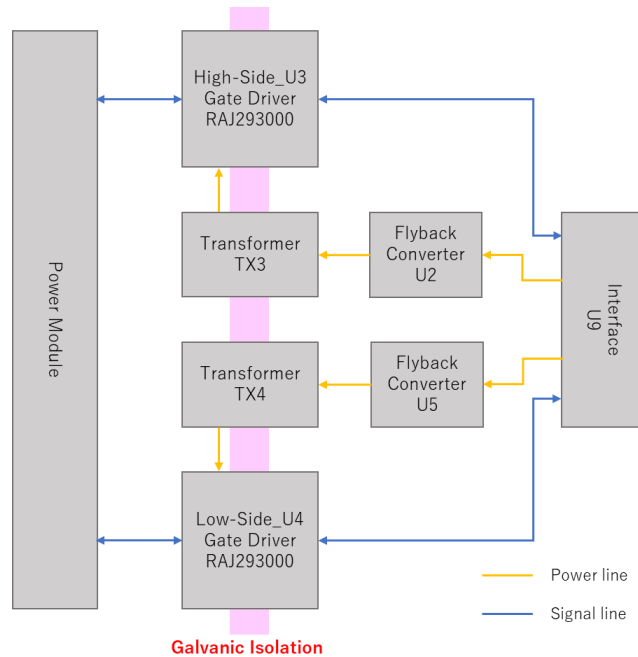 High-Side_U3
Gate Driver
RAJ293000
Transformer
TX3
Flyback
Converter
U2
Power Module
Interface
U9
Transformer
TX4
Flyback
Converter
U5
Low-Side_U4
Gate Driver
RAJ293000
Power line
Signal line
Galvanic Isolation